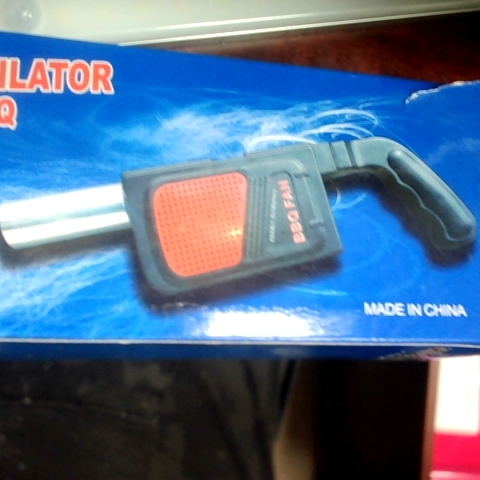 ILATOR
Q
BBQ FAN
MADE IN CHINA